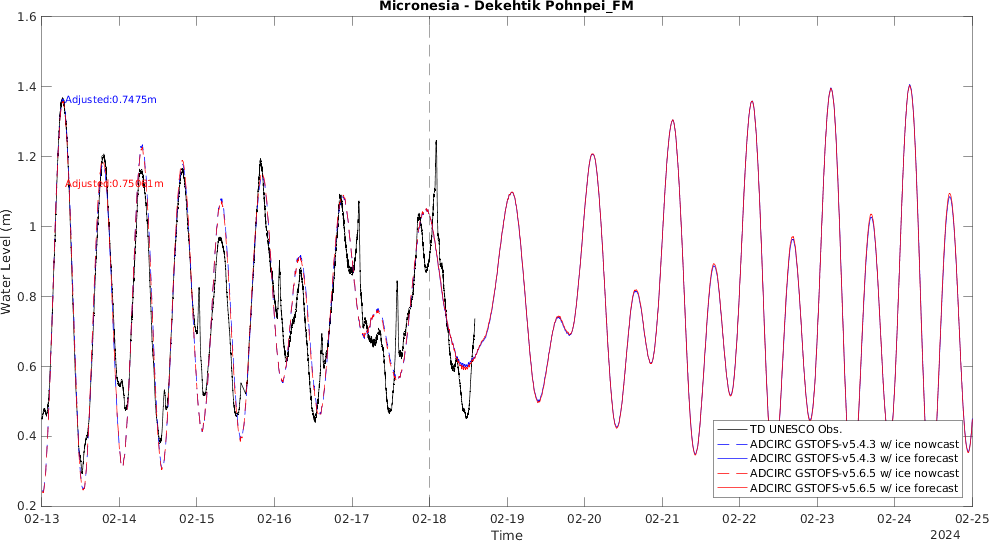 Micronesia - Dekehtik Pohnpei_FM
1.6
1.4
1.2
1
0.8
0.6
0.4
0.2
Water Level (m)
Adjusted:0.7475m
TD UNESCO Obs.
ADCIRC GSTOFS-v5.4.3 w/ ice nowcast
ADCIRC GSTOFS-v5.4.3 w/ ice forecast
ADCIRC GSTOFS-v5.6.5 w/ ice nowcast
ADCIRC GSTOFS-v5.6.5 w/ ice forecast
02-13 02-14 02-15 02-16 02-17 02-18 02-19 02-20 02-21 02-22 02-23 02-24 02-25
Time
2024